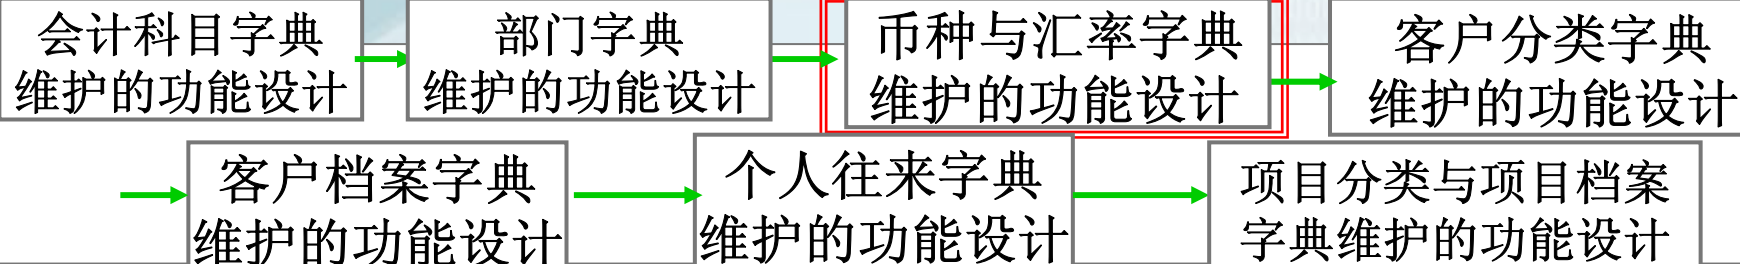 会计科目字典
维护的功能设计
部门字典
维护的功能设计
币种与汇率字典
维护的功能设计
客户分类字典
维护的功能设计
客户档案字典
维护的功能设计
个人往来字典
维护的功能设计
项目分类与项目档案
字典维护的功能设计